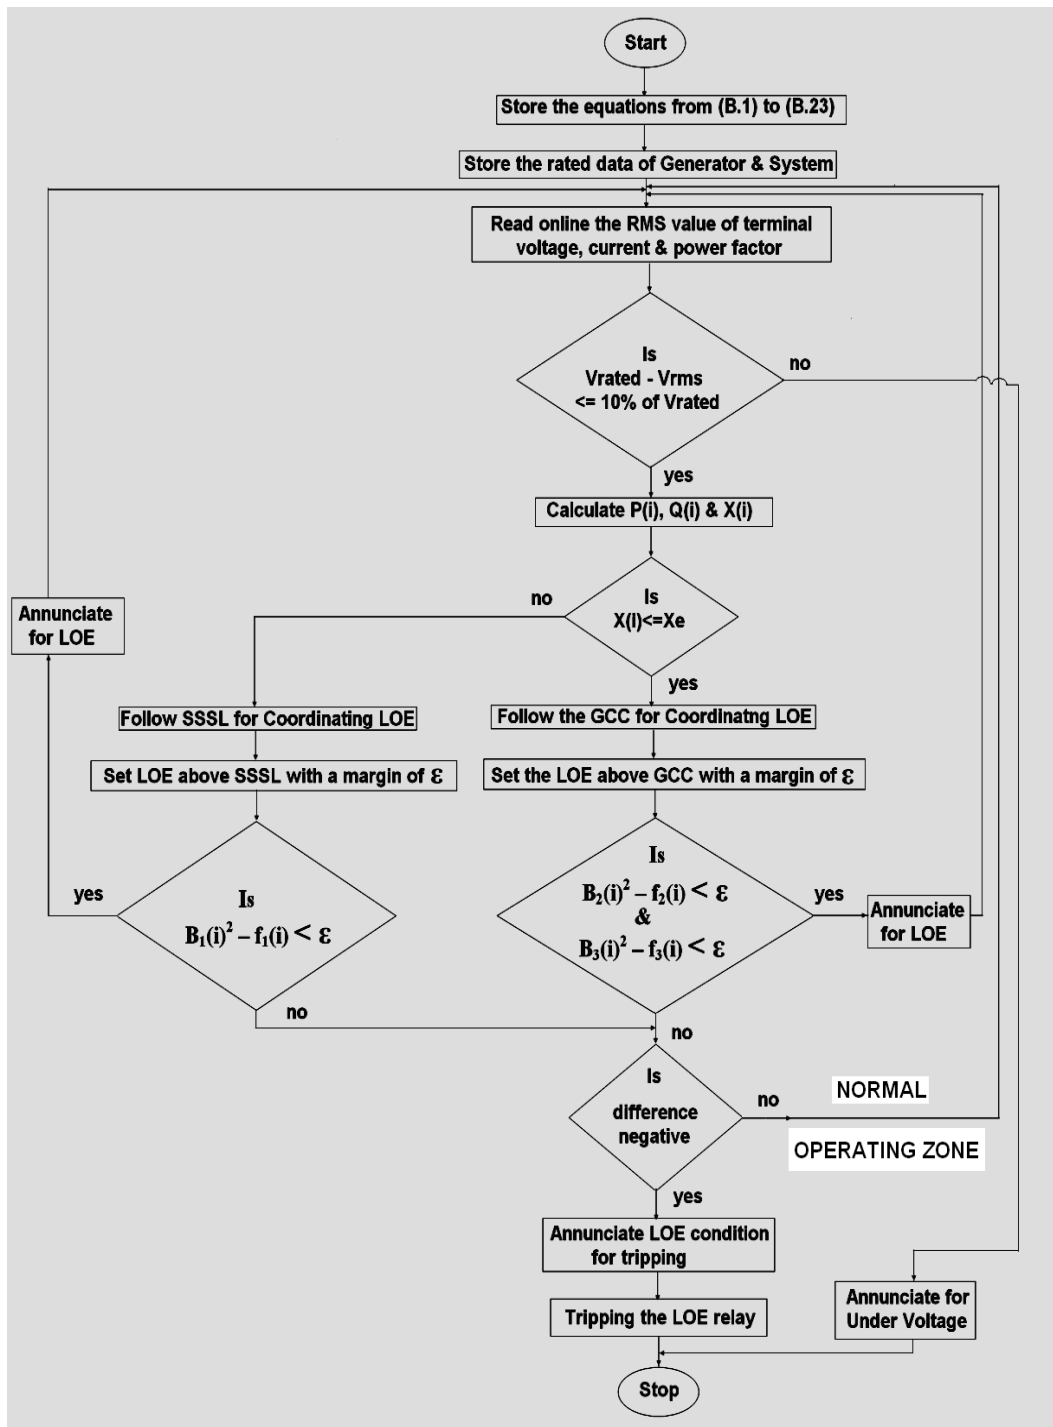 Start
Store the equations from (B.1) to (B.23)
Store the rated data of Generator & System
Read online the RMS value of terminal
voltage, current & power factor
Is
Vrated - Vrms
<= 10% of Vrated
no
yes
Calculate P(i), Q(i) & X(i)
Is
X(i)<=Xe
no
yes
Annunciate
for LOE
Follow SSSL for Coordinating LOE
Follow the GCC for Coordinatng LOE
Set LOE above SSSL with a margin of ε
Set the LOE above GCC with a margin of ε
Is
B₁(i)² – f₁(i) < ε
yes
no
Is
B₂(i)² – f₂(i) < ε
&
B₃(i)² – f₃(i) < ε
yes
Annunciate
for LOE
no
Is
difference
negative
no
NORMAL
OPERATING ZONE
yes
Annunciate LOE condition
for tripping
Tripping the LOE relay
Annunciate for
Under Voltage
Stop